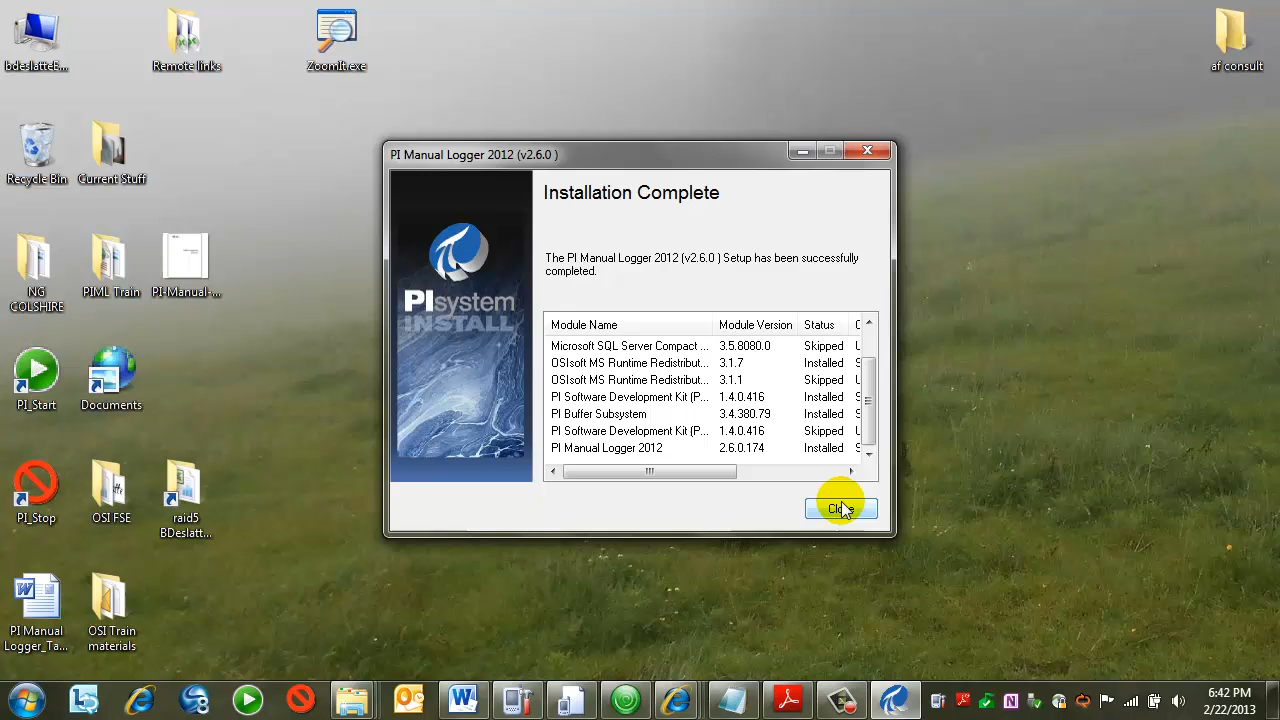 bdeslatteE...
Remote links
ZoomIt.exe
af consult
Recycle Bin
Current Stuff
NG
COLSHIRE
PIML Train
PI-Manual-...
PI_Start
Documents
PI_Stop
OSI FSE
raid5
BDeslatt...
PI Manual
Logger_Ta...
OSI Train
materials
PI Manual Logger 2012 (v2.6.0 )
PIsystem
INSTALL
Installation Complete
The PI Manual Logger 2012 (v2.6.0 ) Setup has been successfully
completed.
Module Name Module Version Status
Microsoft SQL Server Compact ... 3.5.8080.0 Skipped
OSIsoft MS Runtime Redistribut... 3.1.7 Installed
OSIsoft MS Runtime Redistribut... 3.1.1 Skipped
PI Software Development Kit (P... 1.4.0.416 Installed
PI Buffer Subsystem 3.4.380.79 Installed
PI Software Development Kit (P... 1.4.0.416 Skipped
PI Manual Logger 2012 2.6.0.174 Installed
Close
6:42 PM
2/22/2013